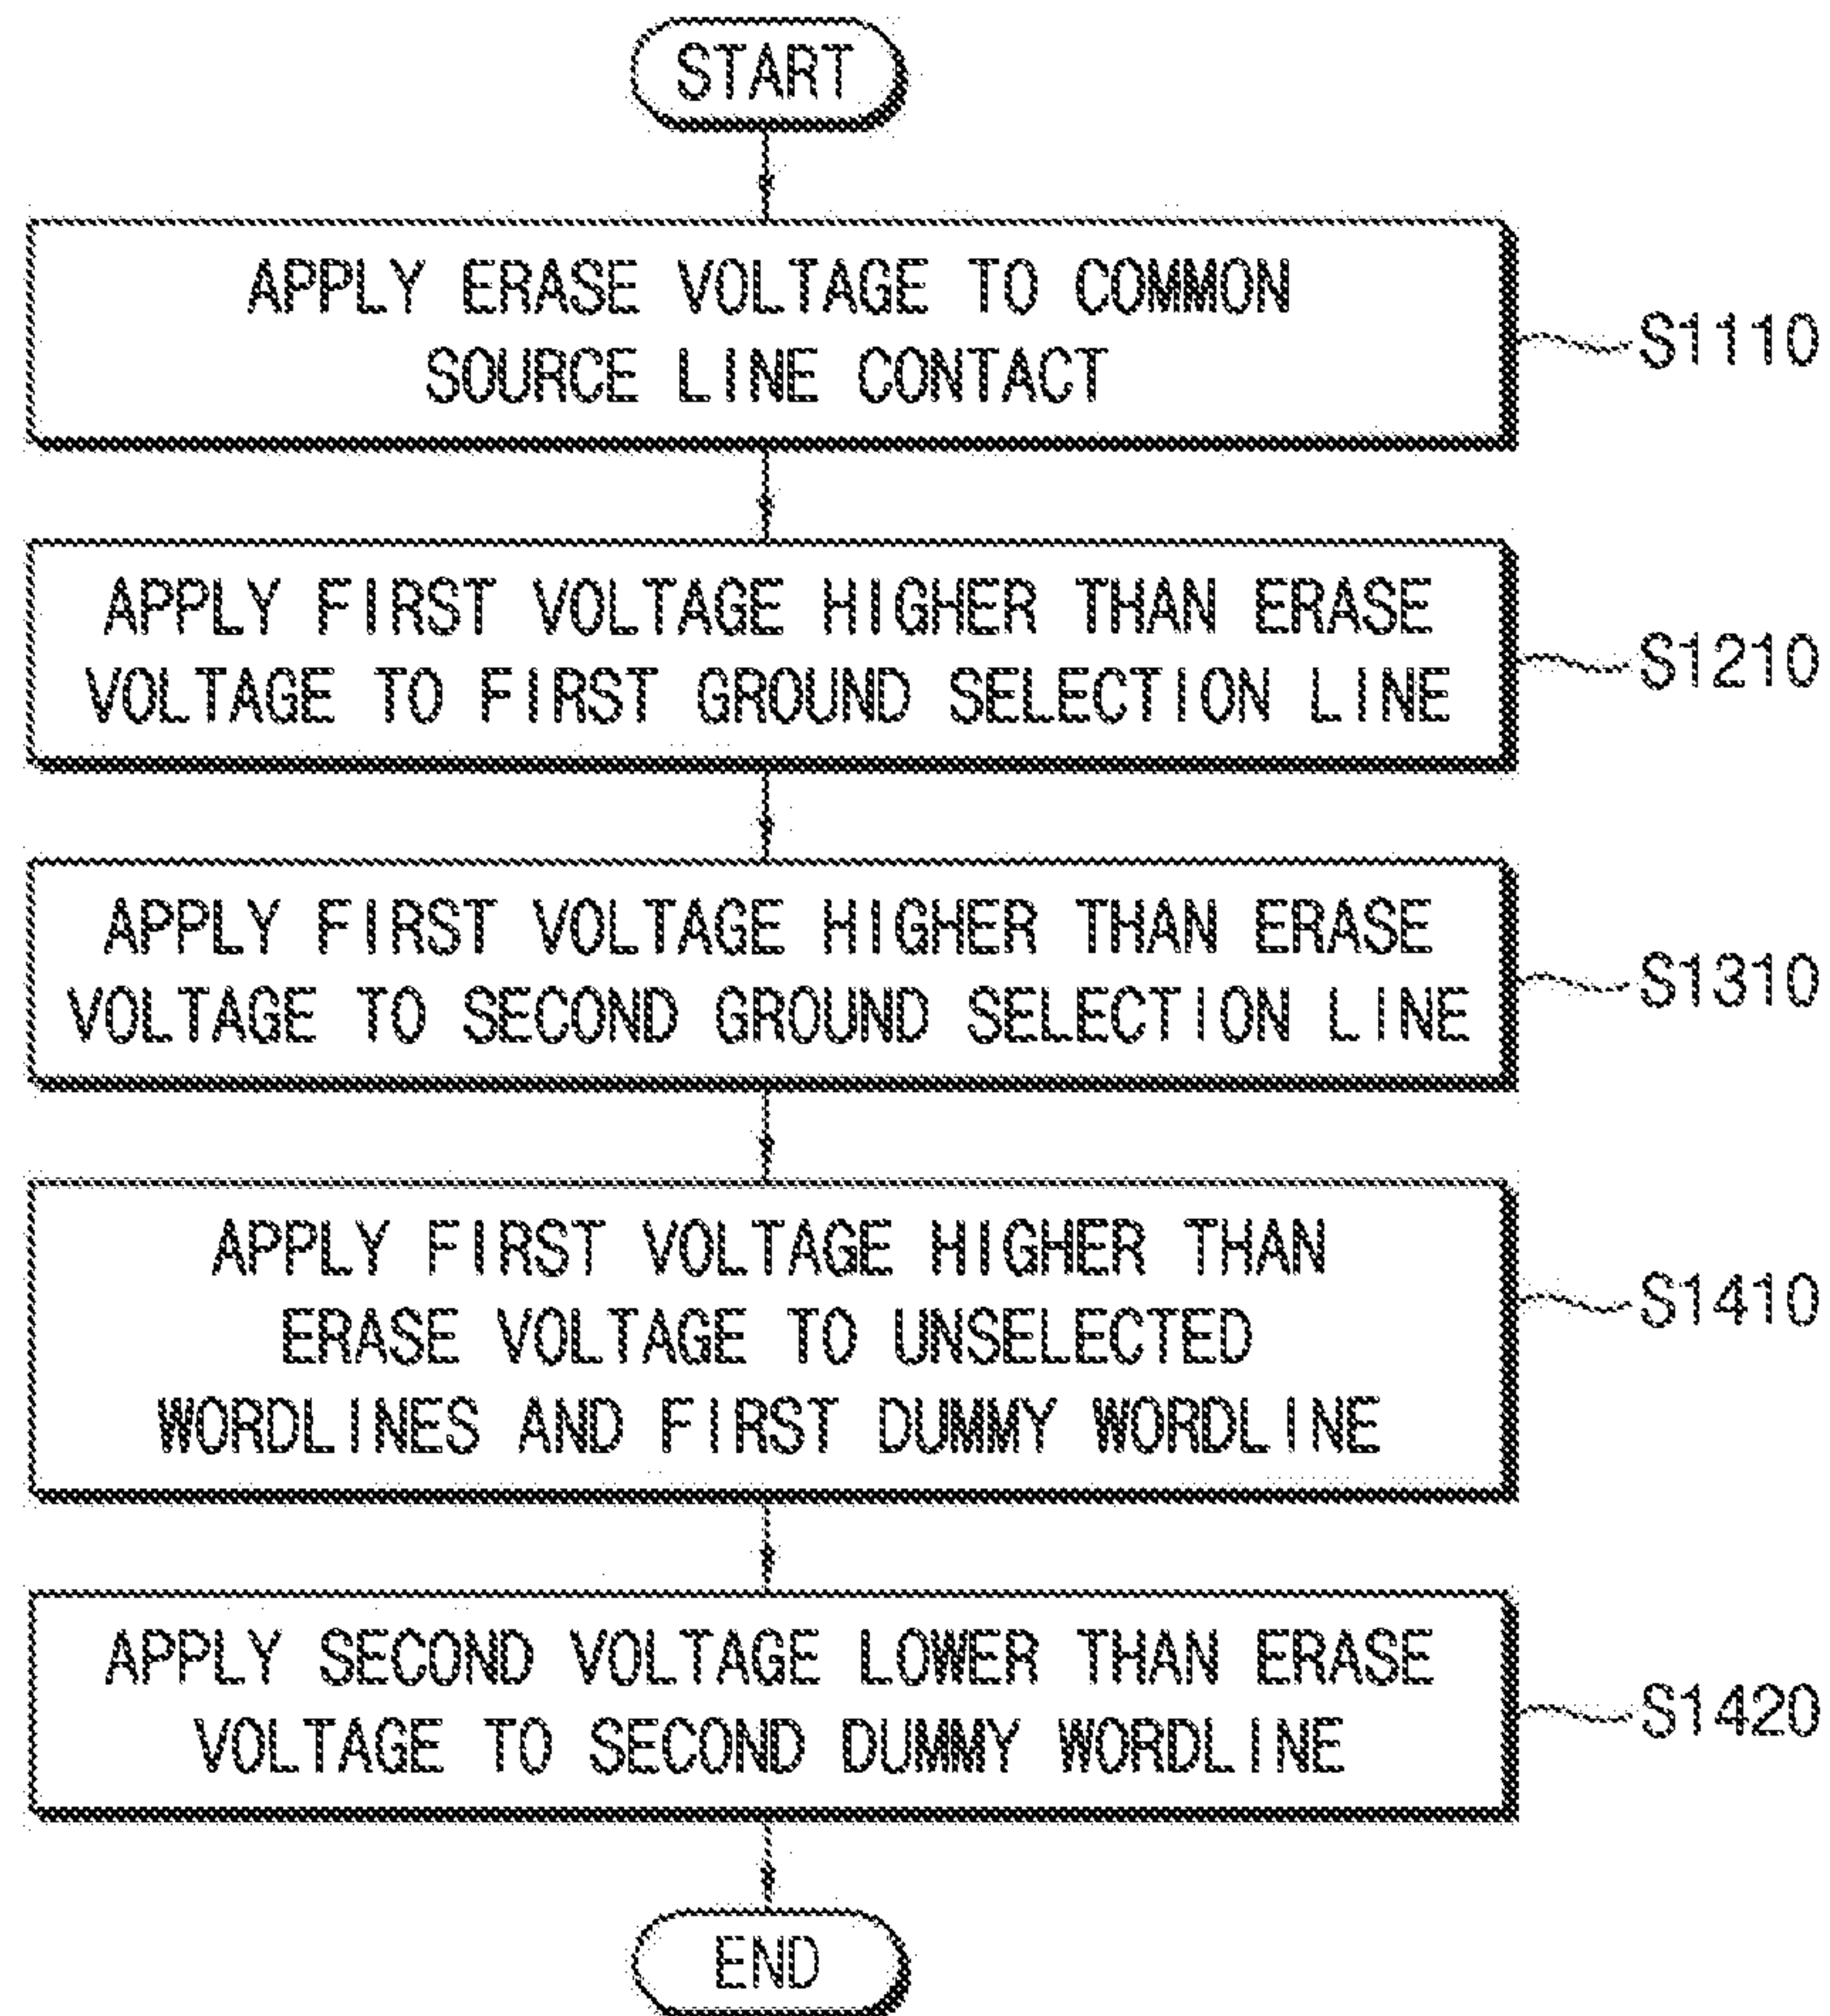 START
APPLY ERASE VOLTAGE TO COMMON
SOURCE LINE CONTACT
S1110
APPLY FIRST VOLTAGE HIGHER THAN ERASE
VOLTAGE TO FIRST GROUND SELECTION LINE
S1210
APPLY FIRST VOLTAGE HIGHER THAN ERASE
VOLTAGE TO SECOND GROUND SELECTION LINE
S1310
APPLY FIRST VOLTAGE HIGHER THAN
ERASE VOLTAGE TO UNSELECTED
WORDLINES AND FIRST DUMMY WORDLINE
S1410
APPLY SECOND VOLTAGE LOWER THAN ERASE
VOLTAGE TO SECOND DUMMY WORDLINE
S1420
END